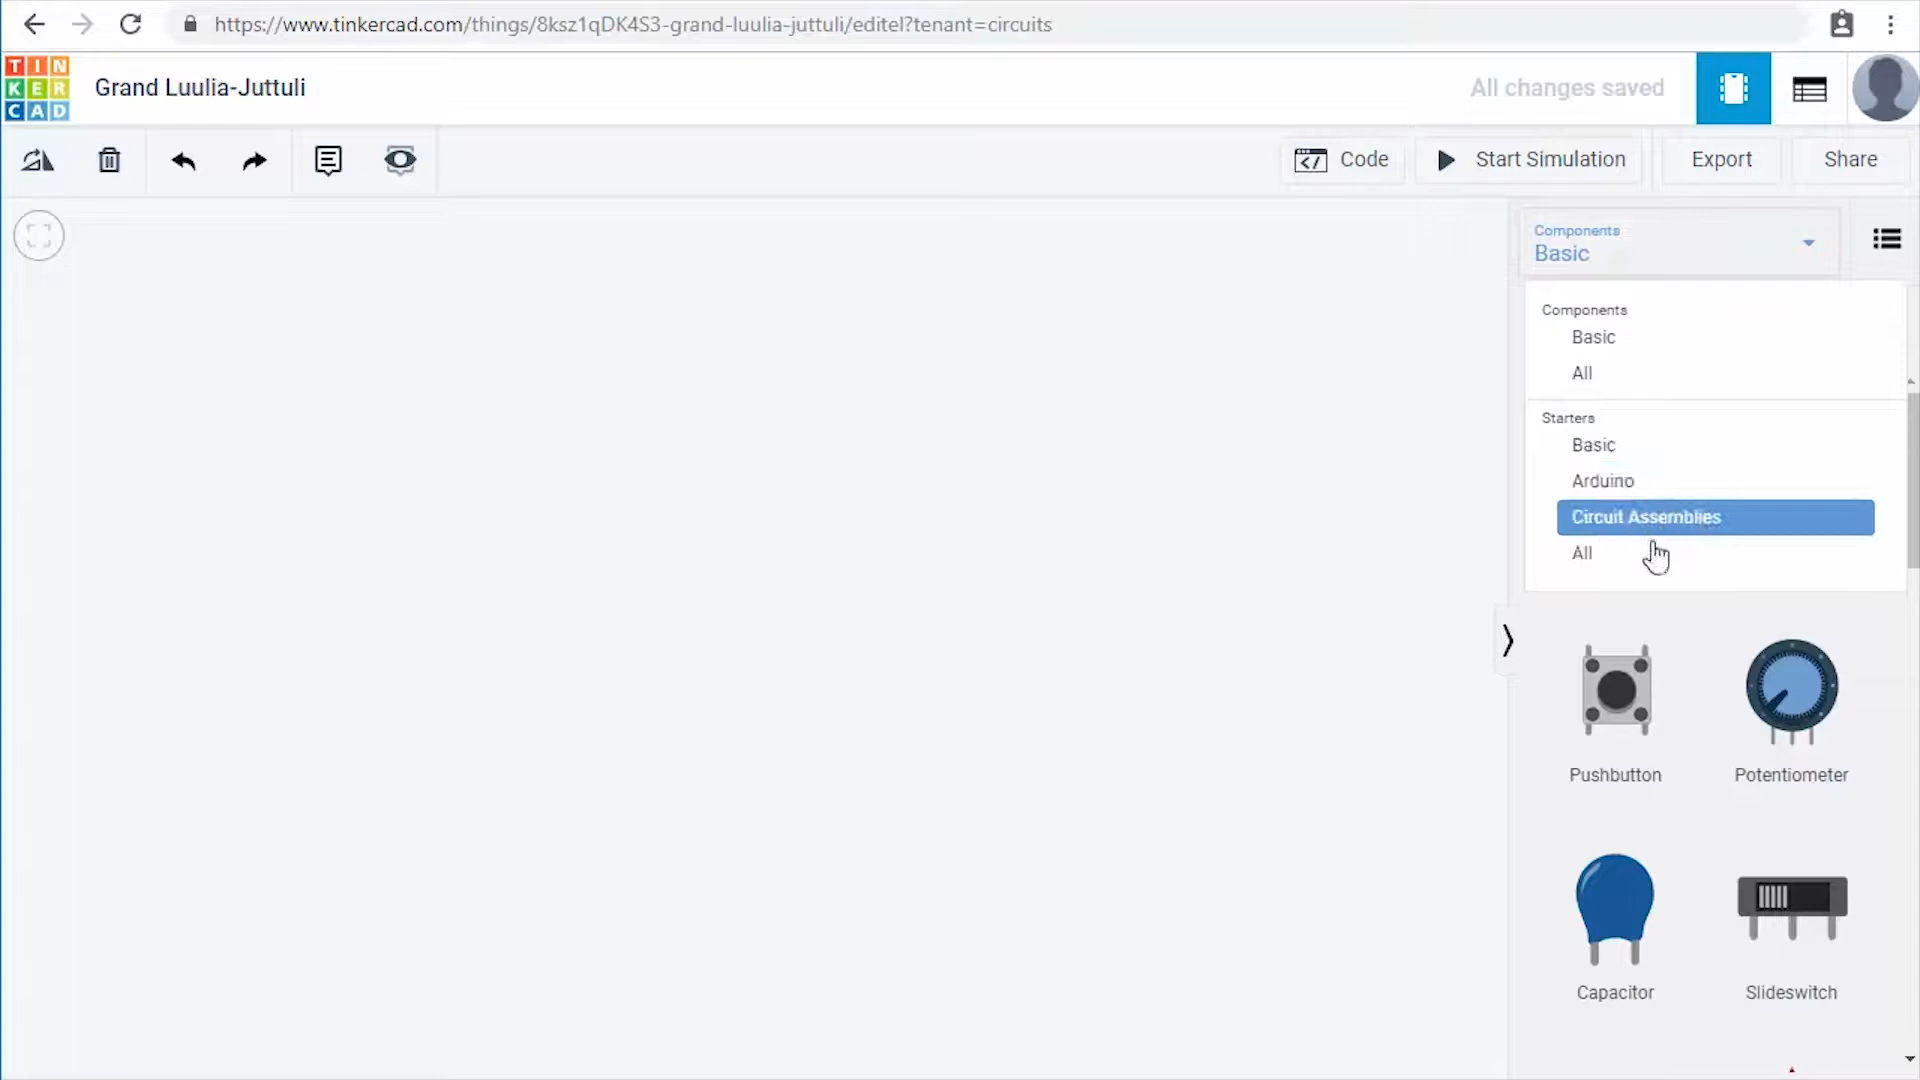 https://www.tinkercad.com/things/8ksz1qDK4S3-grand-luulia-juttuli/editel?tenant=circuits
TIN
KER
CAD
Grand Luulia-Juttuli
All changes saved
Code
Start Simulation
Export
Share
Components
Basic
Components
Basic
All
Starters
Basic
Arduino
Circuit Assemblies
All
Pushbutton
Potentiometer
Capacitor
Slideswitch